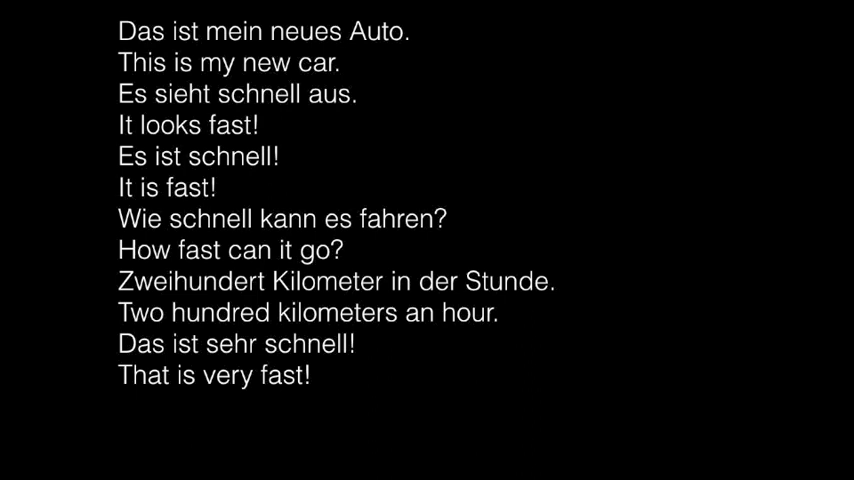 Das ist mein neues Auto.
This is my new car.
Es sieht schnell aus.
It looks fast!
Es ist schnell!
It is fast!
Wie schnell kann es fahren?
How fast can it go?
Zweihundert Kilometer in der Stunde.
Two hundred kilometers an hour.
Das ist sehr schnell!
That is very fast!